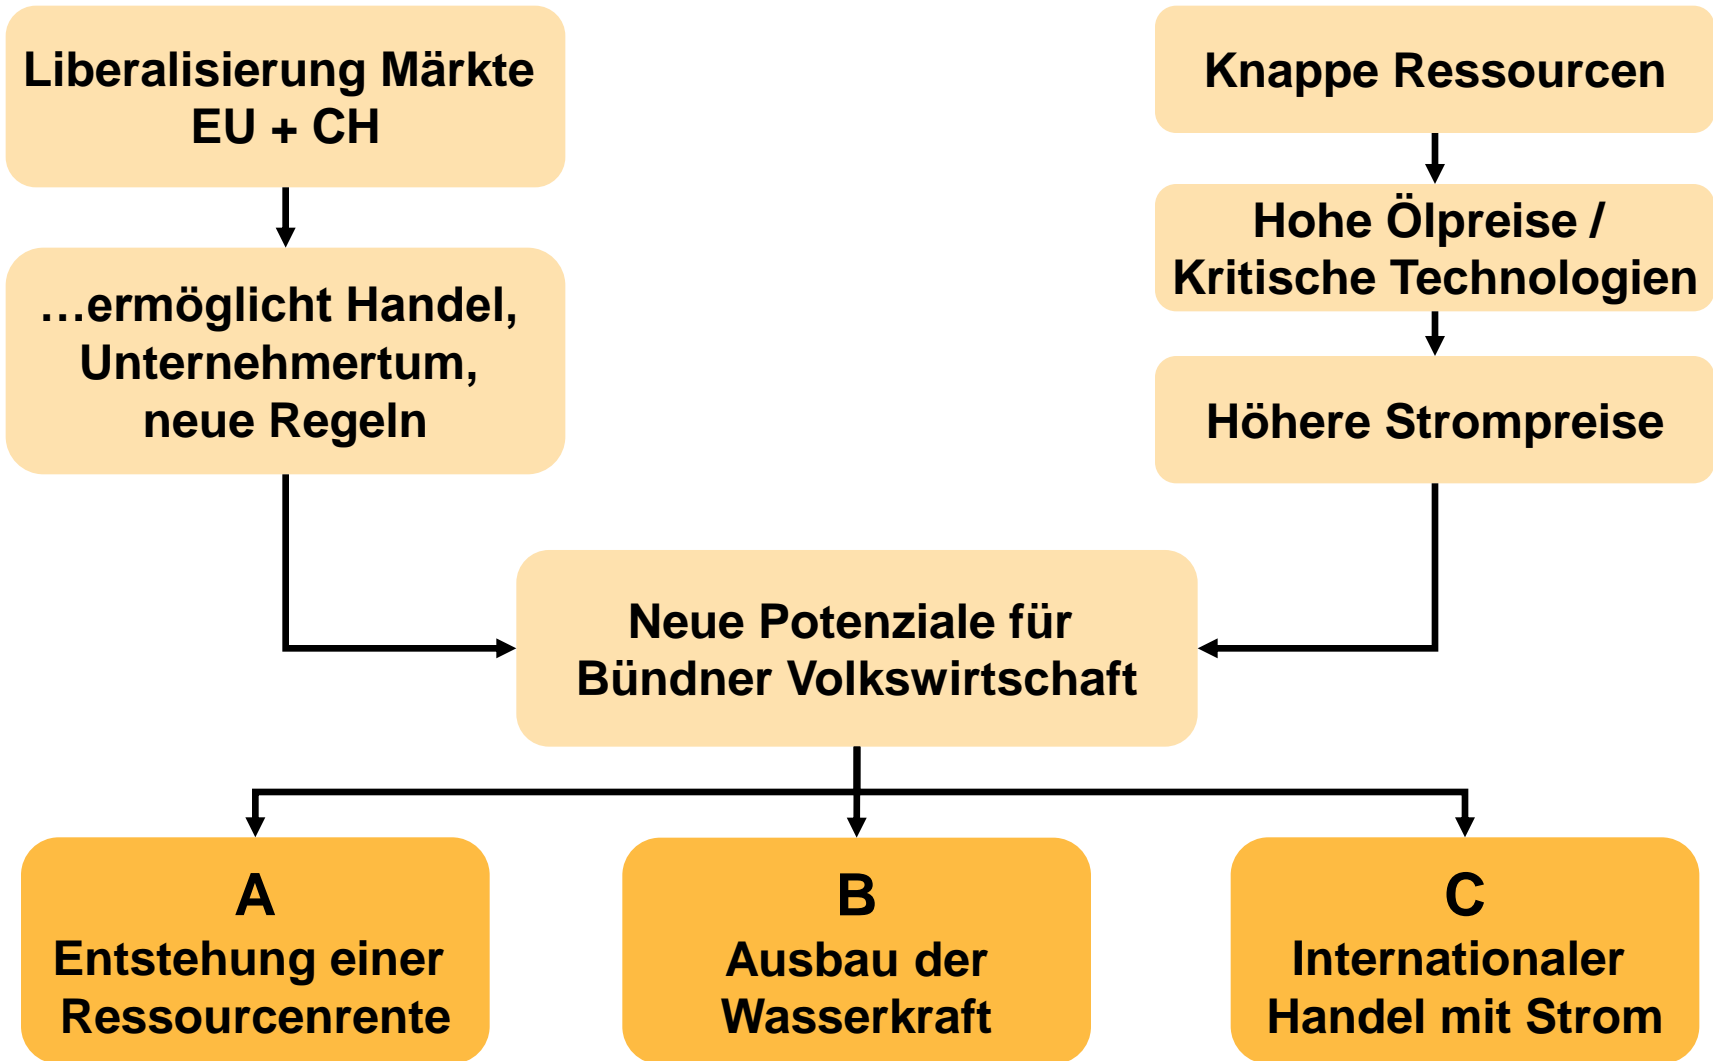 Liberalisierung Märkte
EU + CH
…ermöglicht Handel,
Unternehmertum,
neue Regeln
Knappe Ressourcen
Hohe Ölpreise /
Kritische Technologien
Höhere Strompreise
Neue Potenziale für
Bündner Volkswirtschaft
A
Entstehung einer
Ressourcenrente
B
Ausbau der
Wasserkraft
C
Internationaler
Handel mit Strom